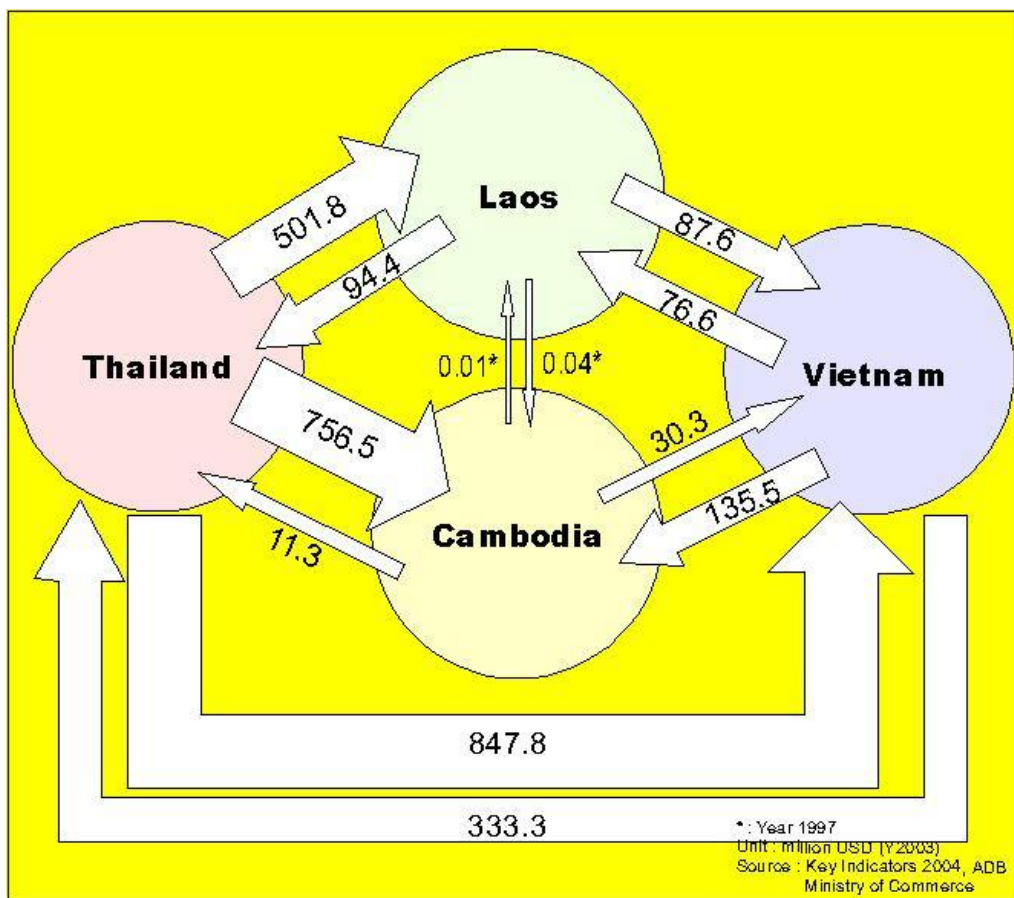 Laos
501.8
87.6
94.4
76.6
Thailand
0.01*
0.04*
Vietnam
756.5
30.3
135.5
11.3
Cambodia
847.8
333.3
* : Year 1997
Unit : million USD (Y2003)
Source : Key Indicators 2004, ADB
Ministry of Commerce